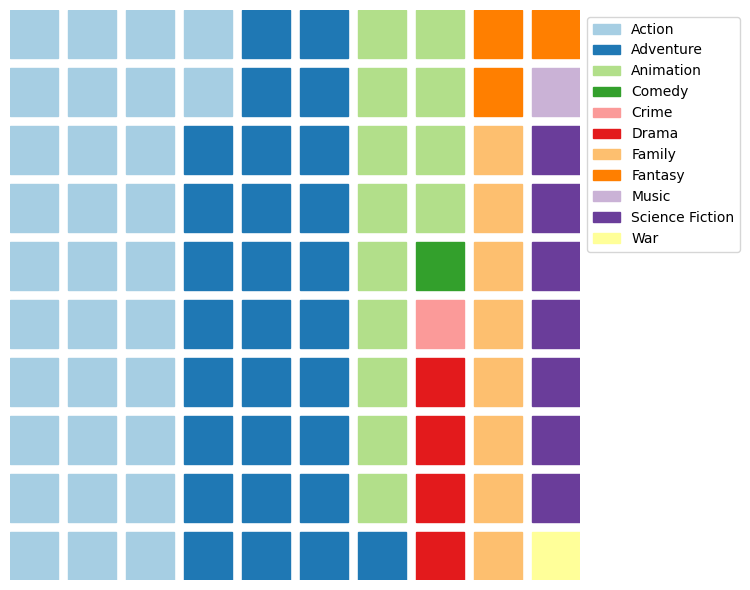 Action
Adventure
Animation
Comedy
Crime
Drama
Family
Fantasy
Music
Science Fiction
War